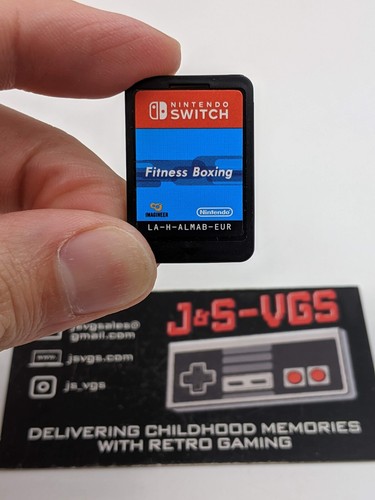 NINTENDO
SWITCH
Fitness Boxing
IMAGINEER
Nintendo
LA-H-ALMAB-EUR
J&S-VGS
jsvgsales@
gmail.com
jsvgs.com
js_vgs
DELIVERING CHILDHOOD MEMORIES
WITH RETRO GAMING